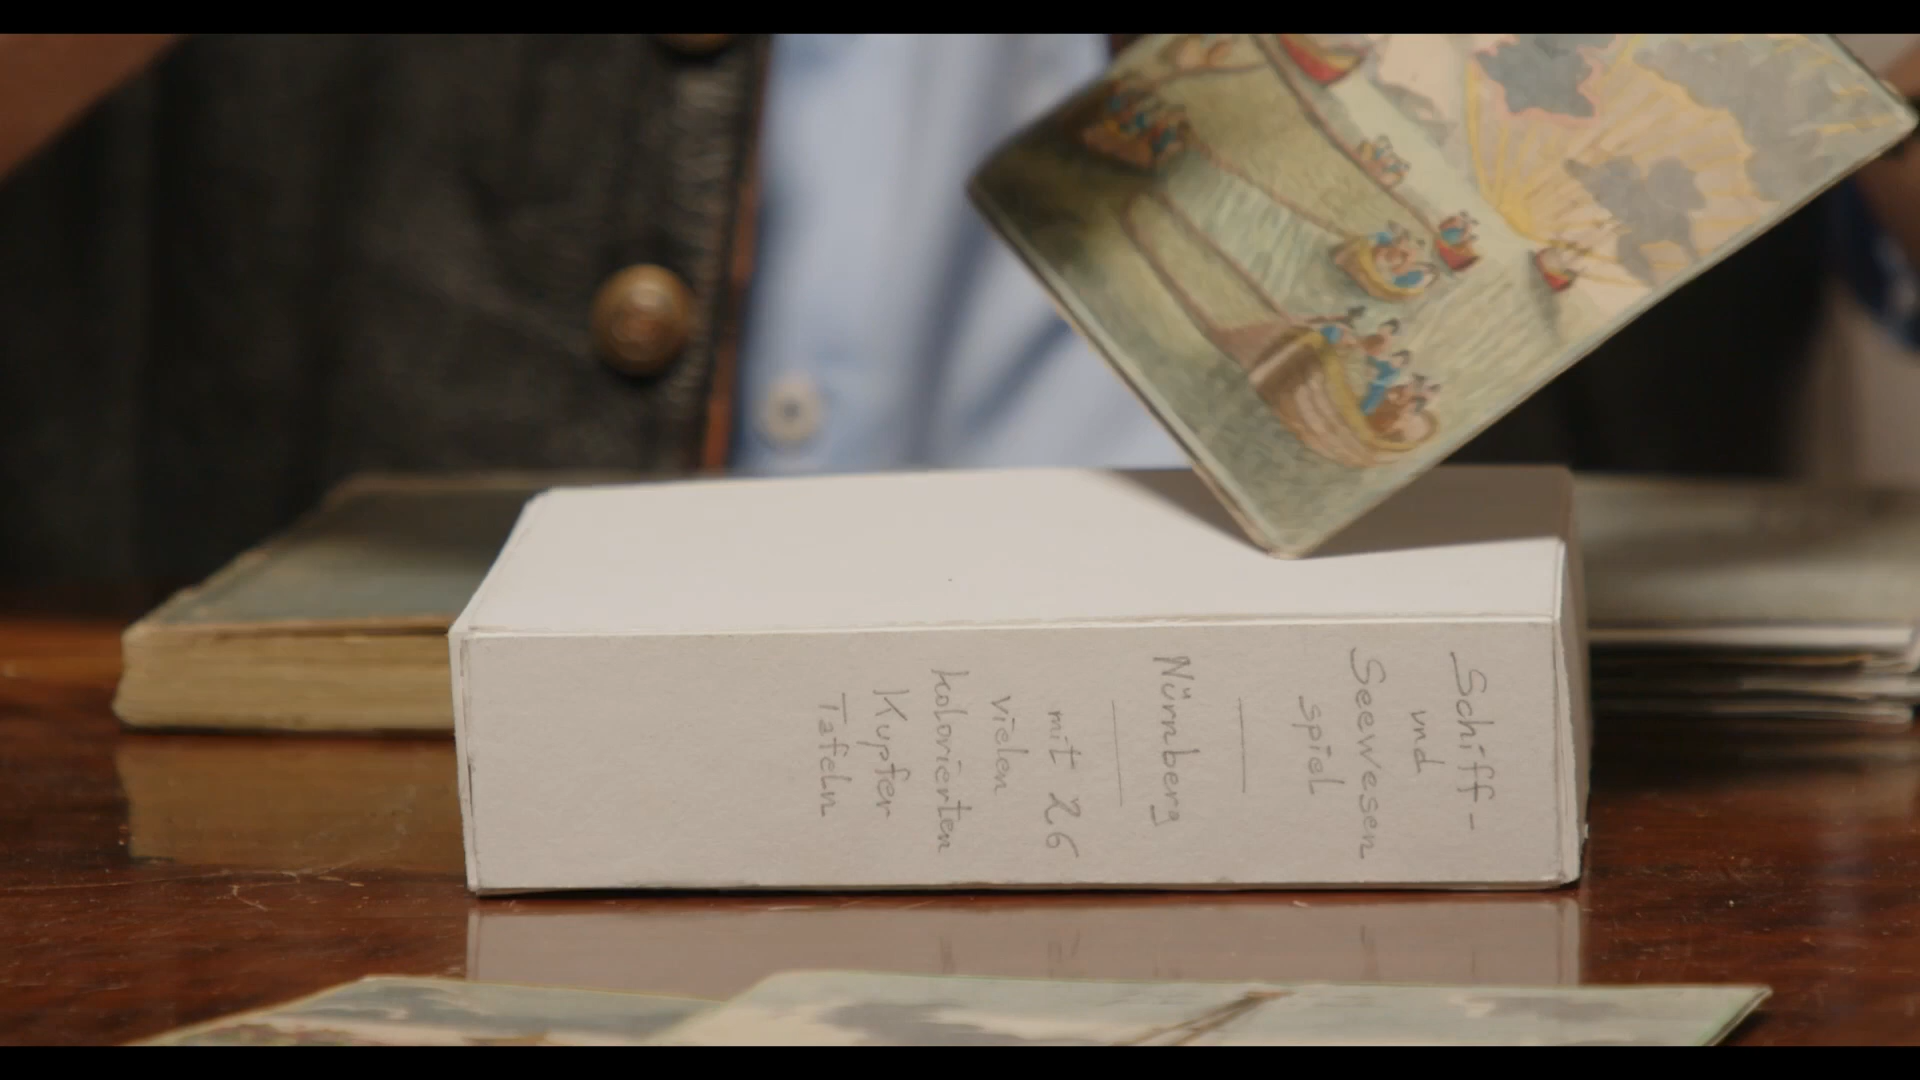 Schiff-
und
Seewesen
spiel
Nürnberg
mit 26
vielen
kolorierten
Kupfer
Tafeln